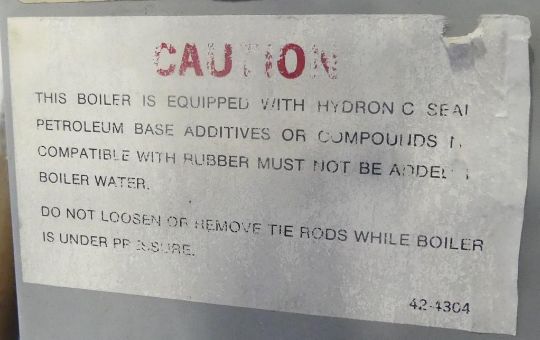 CAUTION
THIS BOILER IS EQUIPPED WITH HYDRONIC SEAL
PETROLEUM BASE ADDITIVES OR COMPOUNDS
COMPATIBLE WITH RUBBER MUST NOT BE ADDED
BOILER WATER.
DO NOT LOOSEN OR REMOVE TIE RODS WHILE BOILER
IS UNDER PRESSURE.
42-4304